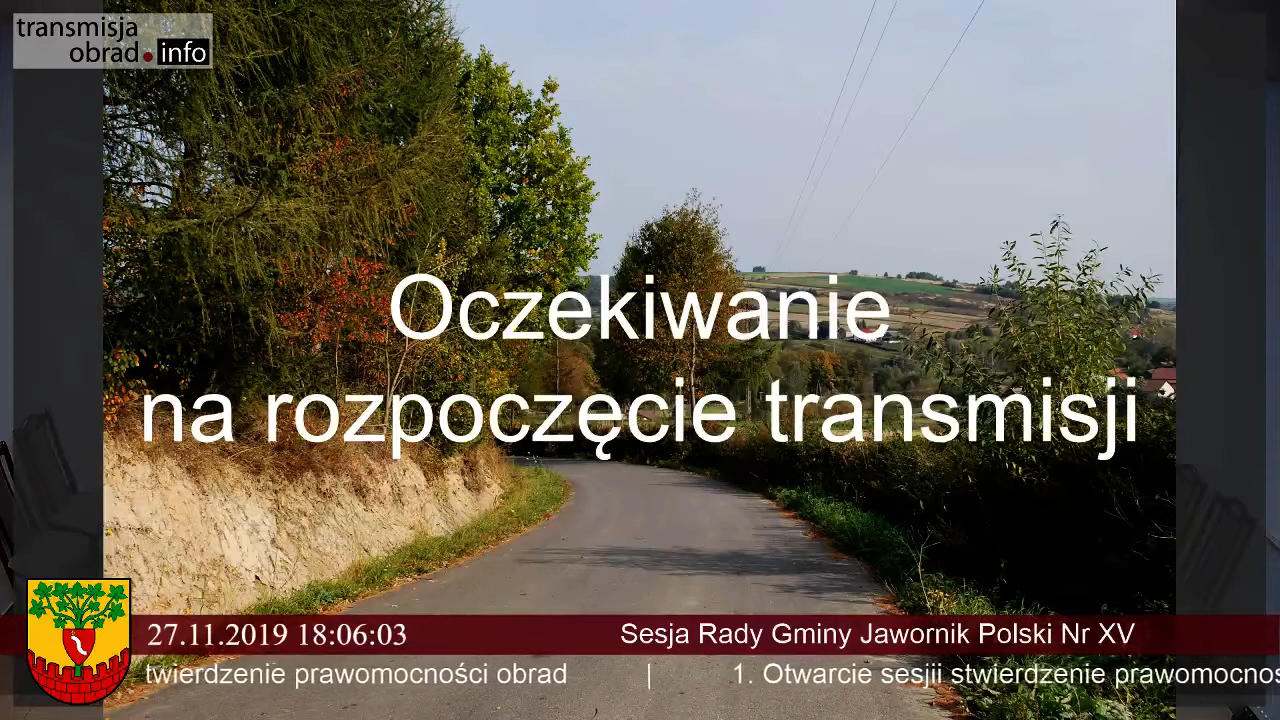 transmisja
obrad.info
Oczekiwanie
na rozpoczęcie transmisji
27.11.2019 18:06:03 Sesja Rady Gminy Jawornik Polski Nr XV
twierdzenie prawomocności obrad | 1. Otwarcie sesjii stwierdzenie